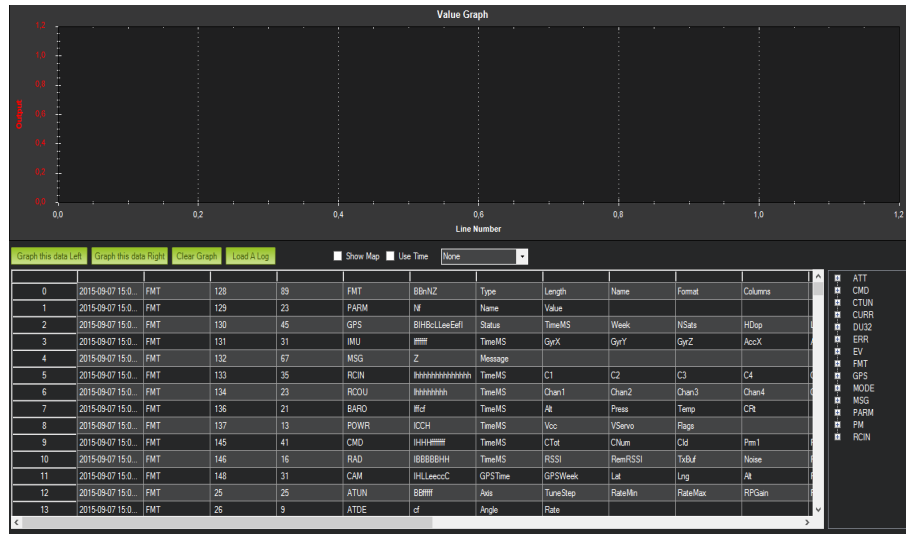 Value Graph
1,2
1,0
0,8
0,6
0,4
0,2
0,0
Output
0,0 0,2 0,4 0,6 0,8 1,0 1,2
Line Number
Graph this data Left Graph this data Right Clear Graph Load A Log Show Map Use Time None
0 2015-09-07 15:0... FMT 128 89 FMT BBnNZ Type Length Name Format Columns
1 2015-09-07 15:0... FMT 129 23 PARM Nf Name Value
2 2015-09-07 15:0... FMT 130 45 GPS BIHBcLLeeEefI Status TimeMS Week NSats HDop
3 2015-09-07 15:0... FMT 131 31 IMU Iffffff TimeMS GyrX GyrY GyrZ AccX
4 2015-09-07 15:0... FMT 132 67 MSG Z Message
5 2015-09-07 15:0... FMT 133 35 RCIN Ihhhhhhhhhhhhhh TimeMS C1 C2 C3 C4
6 2015-09-07 15:0... FMT 134 23 RCOU Ihhhhhhhh TimeMS Chan1 Chan2 Chan3 Chan4
7 2015-09-07 15:0... FMT 136 21 BARO Iffcf TimeMS Alt Press Temp CRt
8 2015-09-07 15:0... FMT 137 13 POWR ICCH TimeMS Vcc VServo Flags
9 2015-09-07 15:0... FMT 145 41 CMD IHHHfffffff TimeMS CTot CNum CId Prm1
10 2015-09-07 15:0... FMT 146 16 RAD IBBBBBHH TimeMS RSSI RemRSSI TxBuf Noise
11 2015-09-07 15:0... FMT 148 31 CAM IHLLeeccC GPSTime GPSWeek Lat Lng Alt
12 2015-09-07 15:0... FMT 25 25 ATUN BBfffff Axis TuneStep RateMin RateMax RPGain
13 2015-09-07 15:0... FMT 26 9 ATDE cf Angle Rate
ATT
CMD
CTUN
CURR
DU32
ERR
EV
FMT
GPS
MODE
MSG
PARM
PM
RCIN